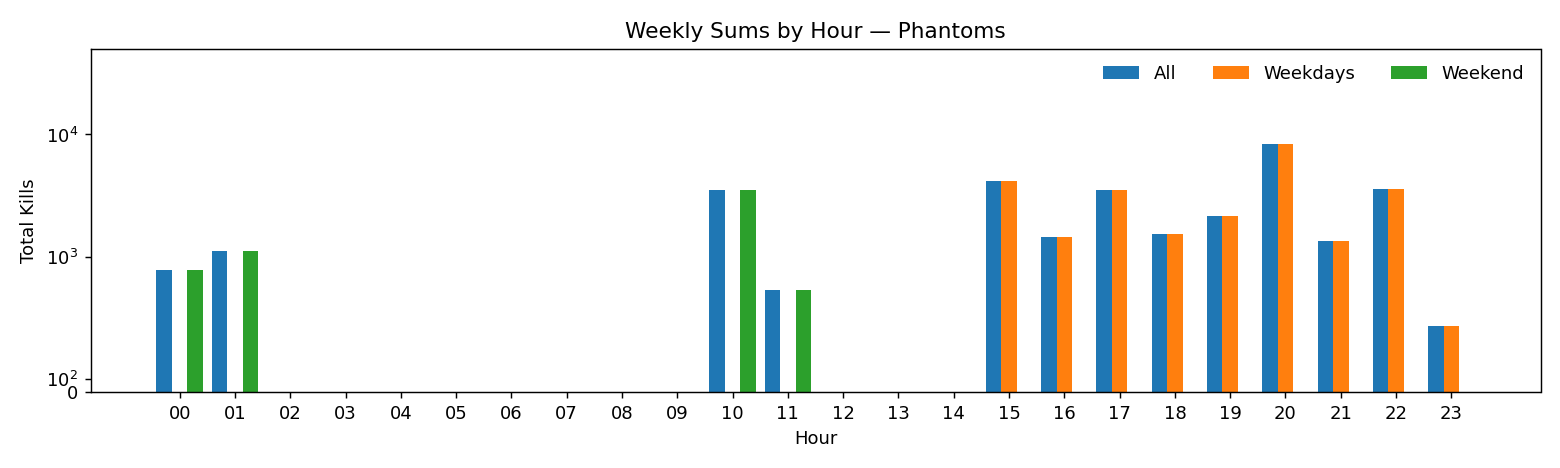 Weekly Sums by Hour — Phantoms
All Weekdays Weekend
Total Kills
10⁴
10³
10²
0
00 01 02 03 04 05 06 07 08 09 10 11 12 13 14 15 16 17 18 19 20 21 22 23
Hour